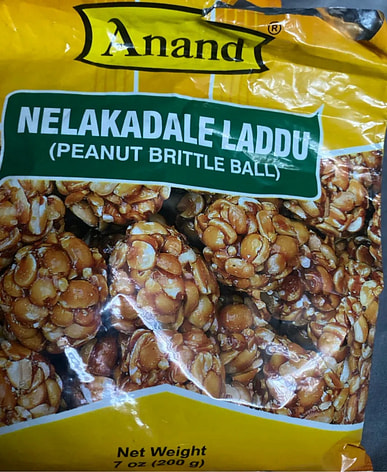 Anand®
NELAKADALE LADDU
(PEANUT BRITTLE BALL)
Net Weight
7 oz (200 g)